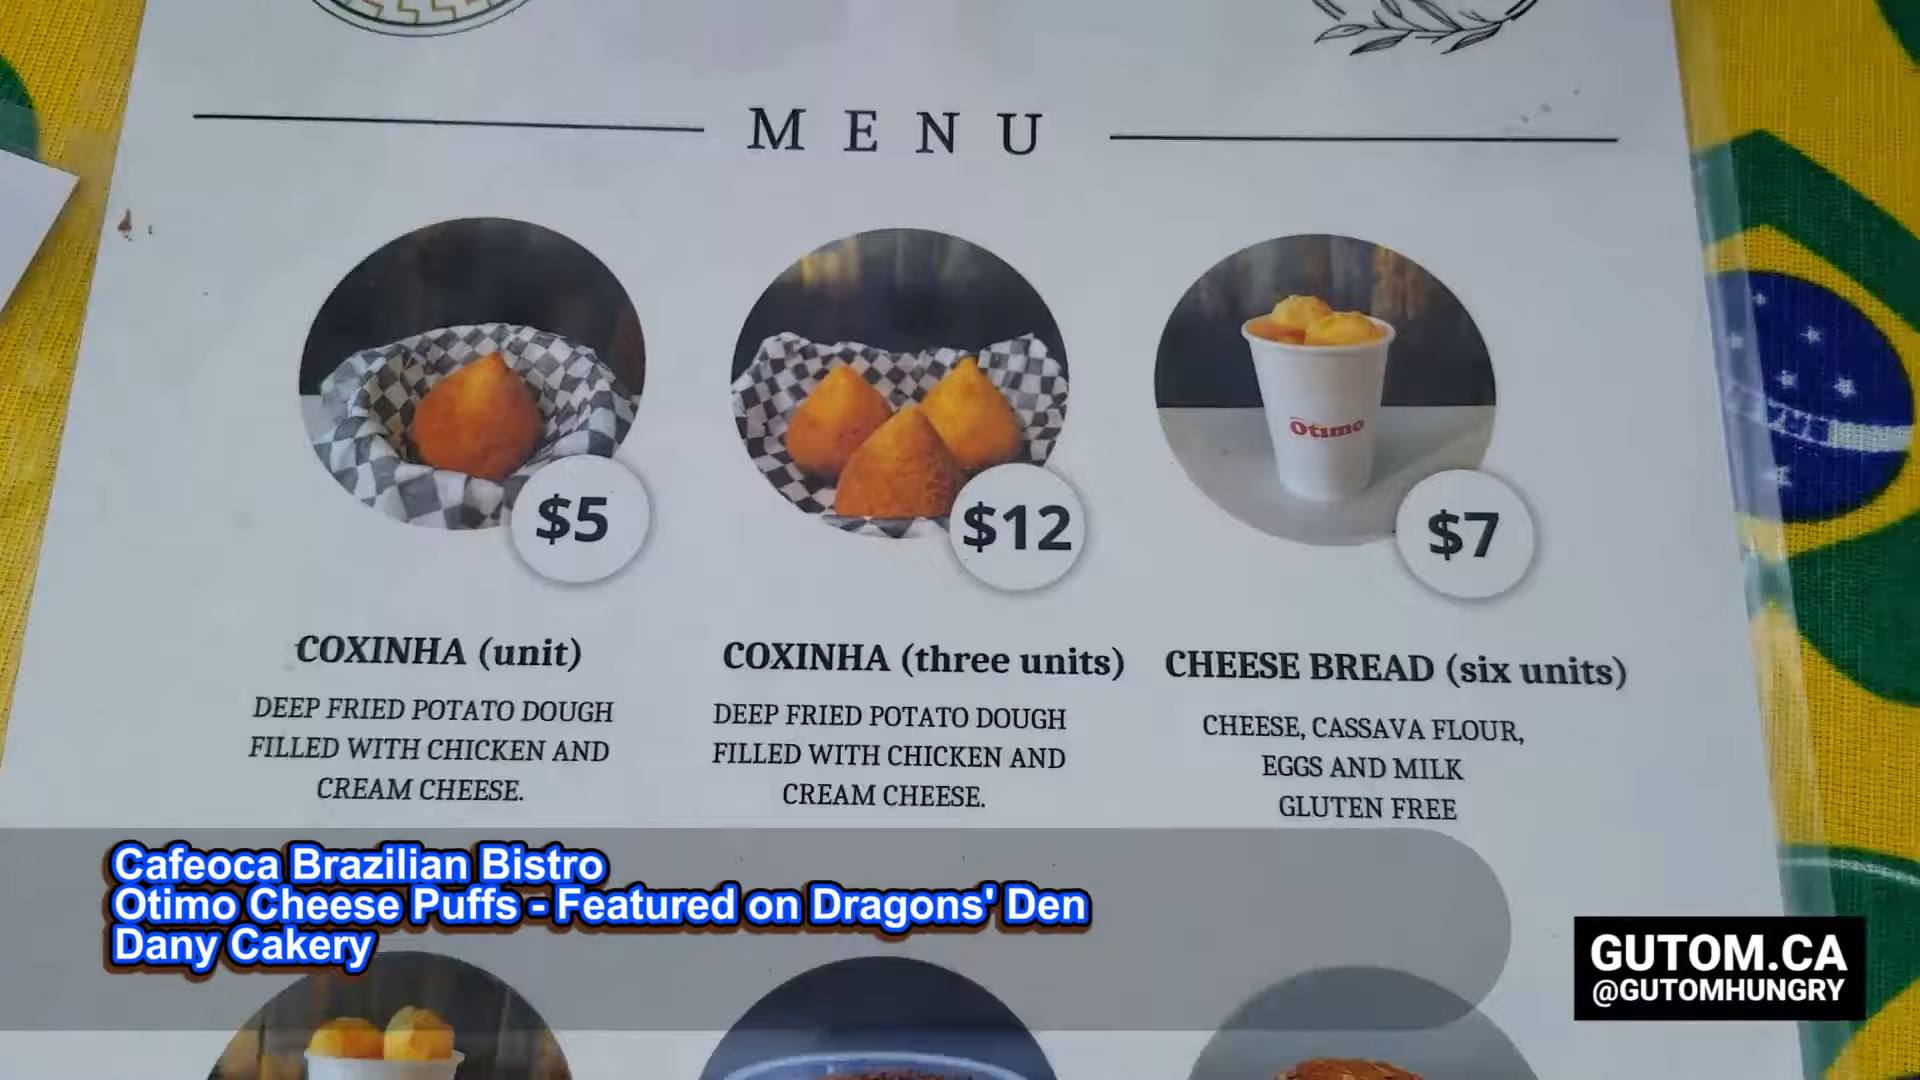 MENU
Otimo
$5
$12
$7
COXINHA (unit)
DEEP FRIED POTATO DOUGH
FILLED WITH CHICKEN AND
CREAM CHEESE.
COXINHA (three units)
DEEP FRIED POTATO DOUGH
FILLED WITH CHICKEN AND
CREAM CHEESE.
CHEESE BREAD (six units)
CHEESE, CASSAVA FLOUR,
EGGS AND MILK
GLUTEN FREE
Cafeoca Brazilian Bistro
Otimo Cheese Puffs - Featured on Dragons' Den
Dany Cakery
GUTOM.CA
@GUTOMHUNGRY